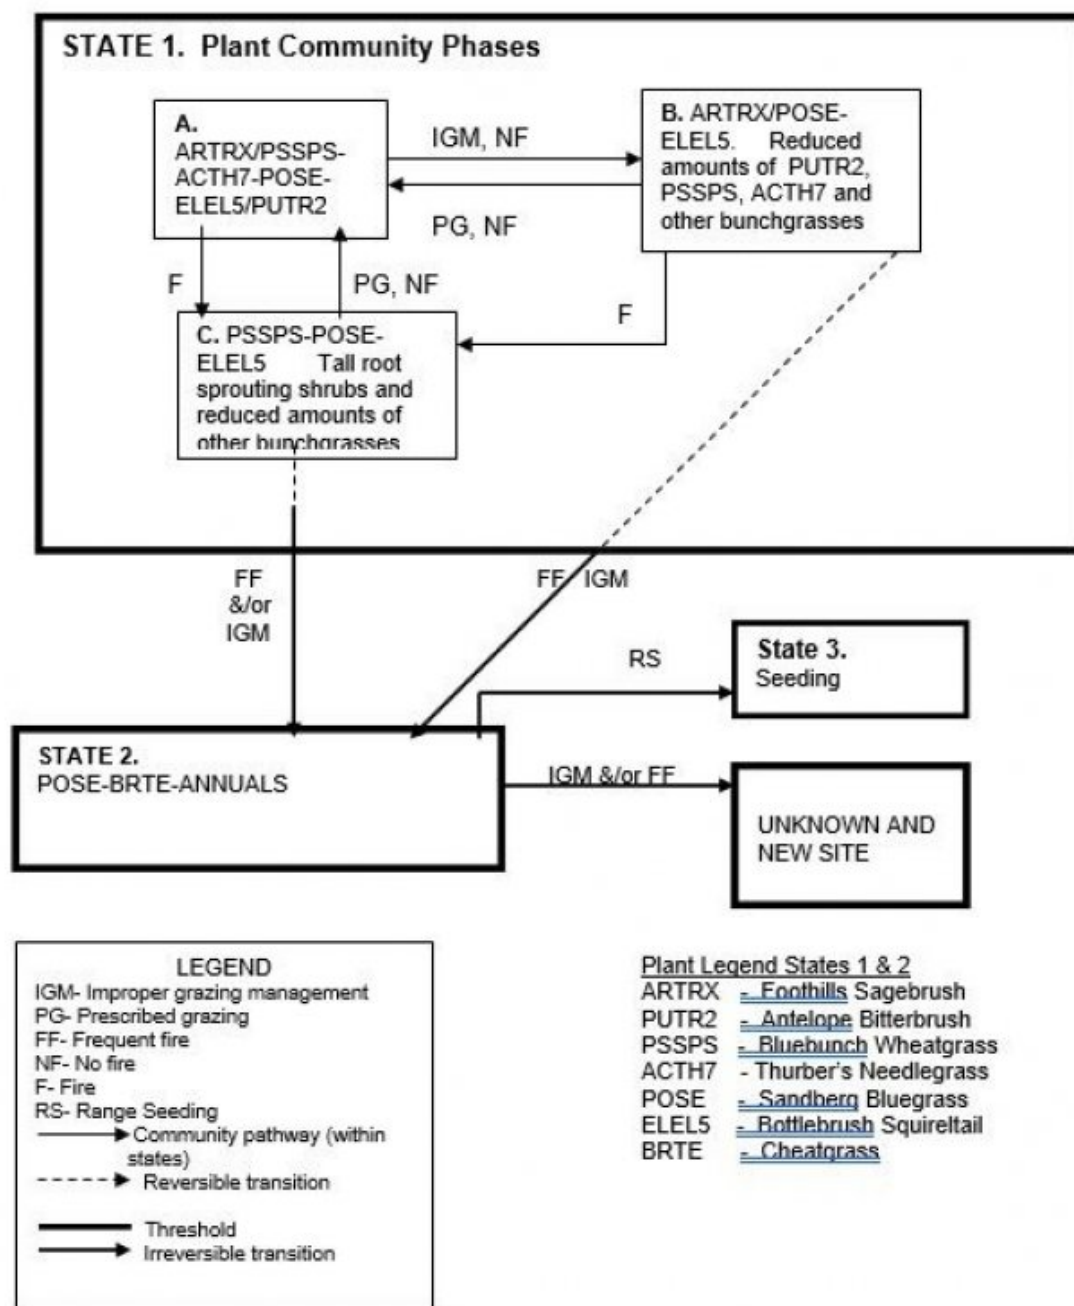 STATE 1. Plant Community Phases
A.
ARTRX/PSSPS-
ACTH7-POSE-
ELEL5/PUTR2
IGM, NF
PG, NF
B. ARTRX/POSE-
ELEL5. Reduced
amounts of PUTR2,
PSSPS, ACTH7 and
other bunchgrasses
F
PG, NF
F
C. PSSPS-POSE-
ELEL5 Tall root
sprouting shrubs and
reduced amounts of
other bunchgrasses
FF
&/or
IGM
FF IGM
RS
State 3.
Seeding
STATE 2.
POSE-BRTE-ANNUALS
IGM &/or FF
UNKNOWN AND
NEW SITE
LEGEND
IGM- Improper grazing management
PG- Prescribed grazing
FF- Frequent fire
NF- No fire
F- Fire
RS- Range Seeding
Community pathway (within
states)
Reversible transition
Threshold
Irreversible transition
Plant Legend States 1 & 2
ARTRX - Foothills Sagebrush
PUTR2 - Antelope Bitterbrush
PSSPS - Bluebunch Wheatgrass
ACTH7 - Thurber's Needlegrass
POSE - Sandberg Bluegrass
ELEL5 - Bottlebrush Squireltail
BRTE - Cheatgrass